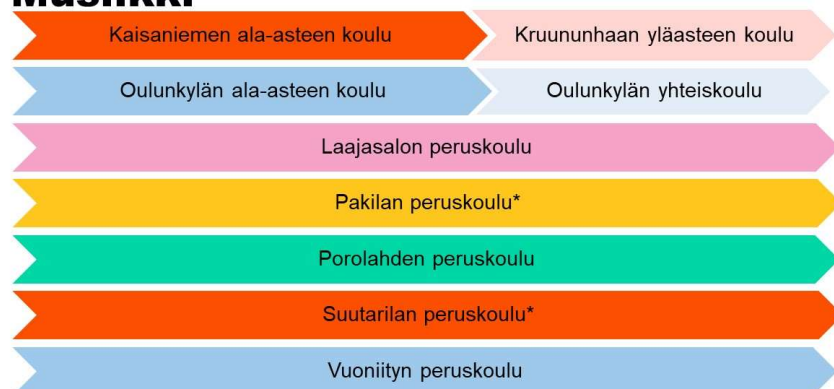 Musiikki
Kaisaniemen ala-asteen koulu Kruununhaan yläasteen koulu
Oulunkylän ala-asteen koulu Oulunkylän yhteiskoulu
Laajasalon peruskoulu
Pakilan peruskoulu*
Porolahden peruskoulu
Suutarilan peruskoulu*
Vuoniityn peruskoulu